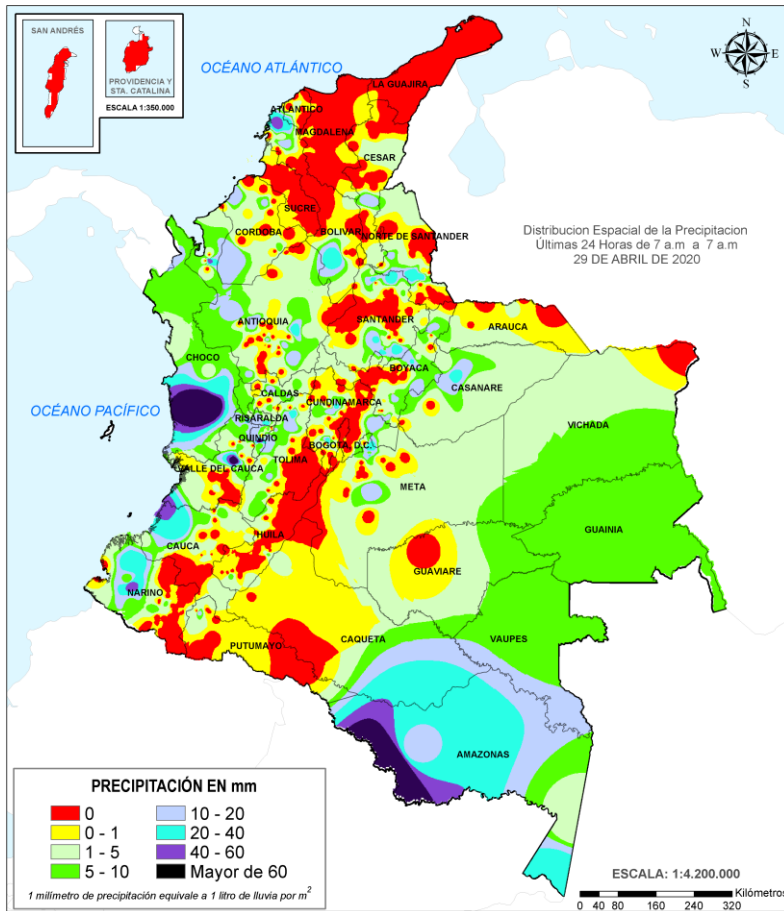 SAN ANDRÉS
PROVIDENCIA Y
STA. CATALINA
ESCALA 1:350.000
OCÉANO ATLÁNTICO
N
W
E
S
LA GUAJIRA
ATLANTICO
MAGDALENA
CESAR
SUCRE
CORDOBA
BOLIVAR
NORTE DE SANTANDER
Distribucion Espacial de la Precipitacion
Últimas 24 Horas de 7 a.m a 7 a.m
29 DE ABRIL DE 2020
ANTIOQUIA
SANTANDER
ARAUCA
CHOCO
BOYACA
CASANARE
CALDAS
CUNDINAMARCA
OCÉANO PACÍFICO
RISARALDA
VICHADA
QUINDIO
BOGOTA, D.C.
TOLIMA
VALLE DEL CAUCA
META
GUAINIA
HUILA
CAUCA
GUAVIARE
NARIÑO
VAUPES
CAQUETA
PUTUMAYO
AMAZONAS
PRECIPITACIÓN EN mm
0
10 - 20
0 - 1
20 - 40
1 - 5
40 - 60
5 - 10
Mayor de 60
1 milímetro de precipitación equivale a 1 litro de lluvia por m²
ESCALA: 1:4.200.000
Kilómetros
0 40 80 160 240 320